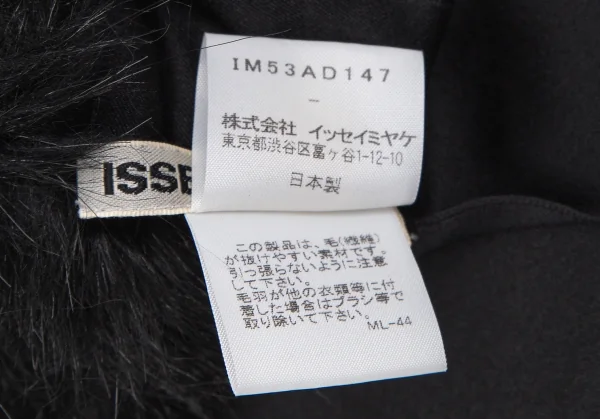 IM53AD147
-
株式会社 イッセイミヤケ
東京都渋谷区富ヶ谷1-12-10
日本製
ISSE
この製品は、毛(繊維)
が抜けやすい素材です。
引っ張らないように注意
して下さい。
毛羽が他の衣類等に付
着した場合はブラシ等で
取り除いて下さい。
ML-44